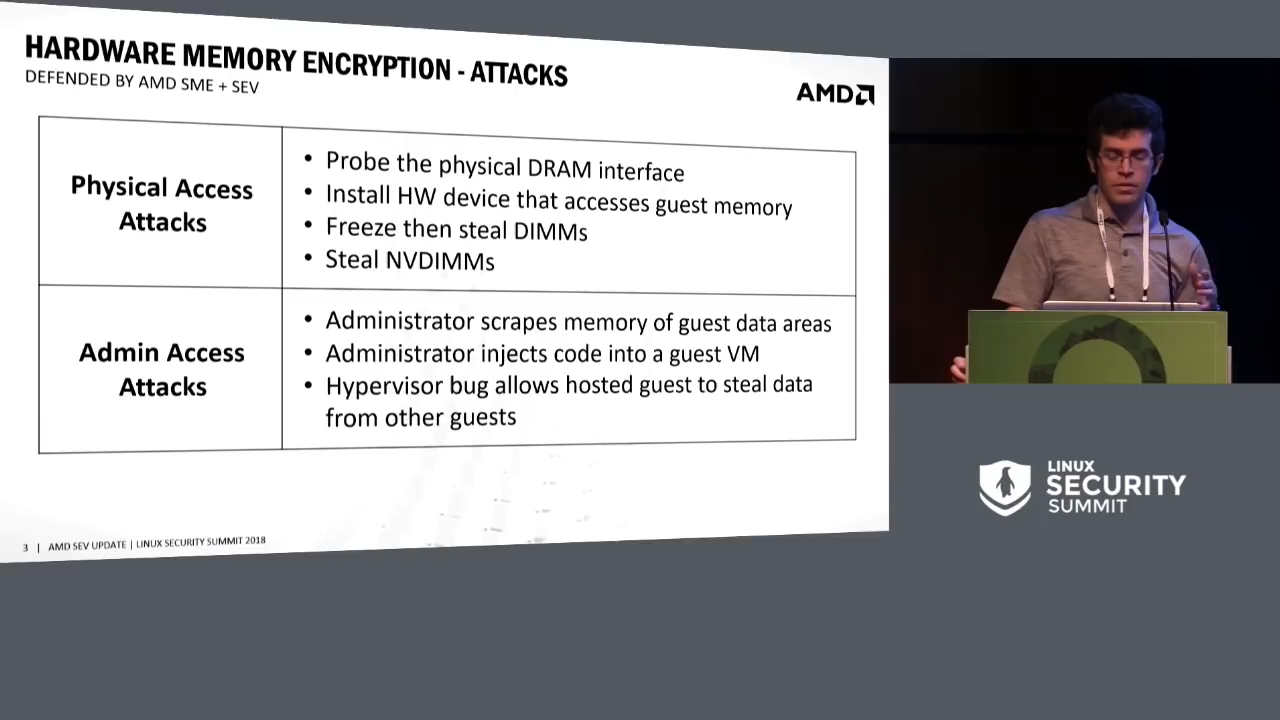 HARDWARE MEMORY ENCRYPTION - ATTACKS
DEFENDED BY AMD SME + SEV
AMD
Physical Access
Attacks
• Probe the physical DRAM interface
• Install HW device that accesses guest memory
• Freeze then steal DIMMs
• Steal NVDIMMs
Admin Access
Attacks
• Administrator scrapes memory of guest data areas
• Administrator injects code into a guest VM
• Hypervisor bug allows hosted guest to steal data
from other guests
3 | AMD SEV UPDATE | LINUX SECURITY SUMMIT 2018
LINUX
SECURITY
SUMMIT